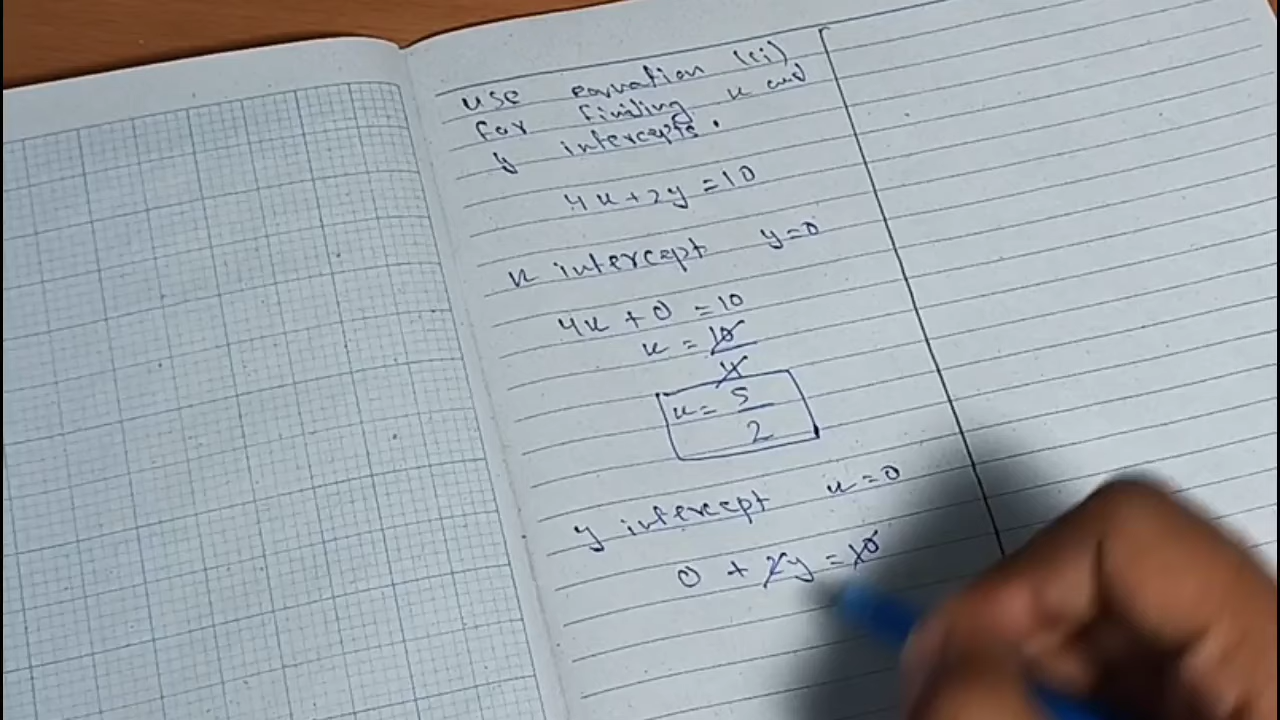 use equation (i)
for finding x and
y intercepts.
4x + 2y = 10
x intercept y = 0
4x + 0 = 10
x = 10/4
x = 5/2
y intercept x = 0
0 + 2y = 10